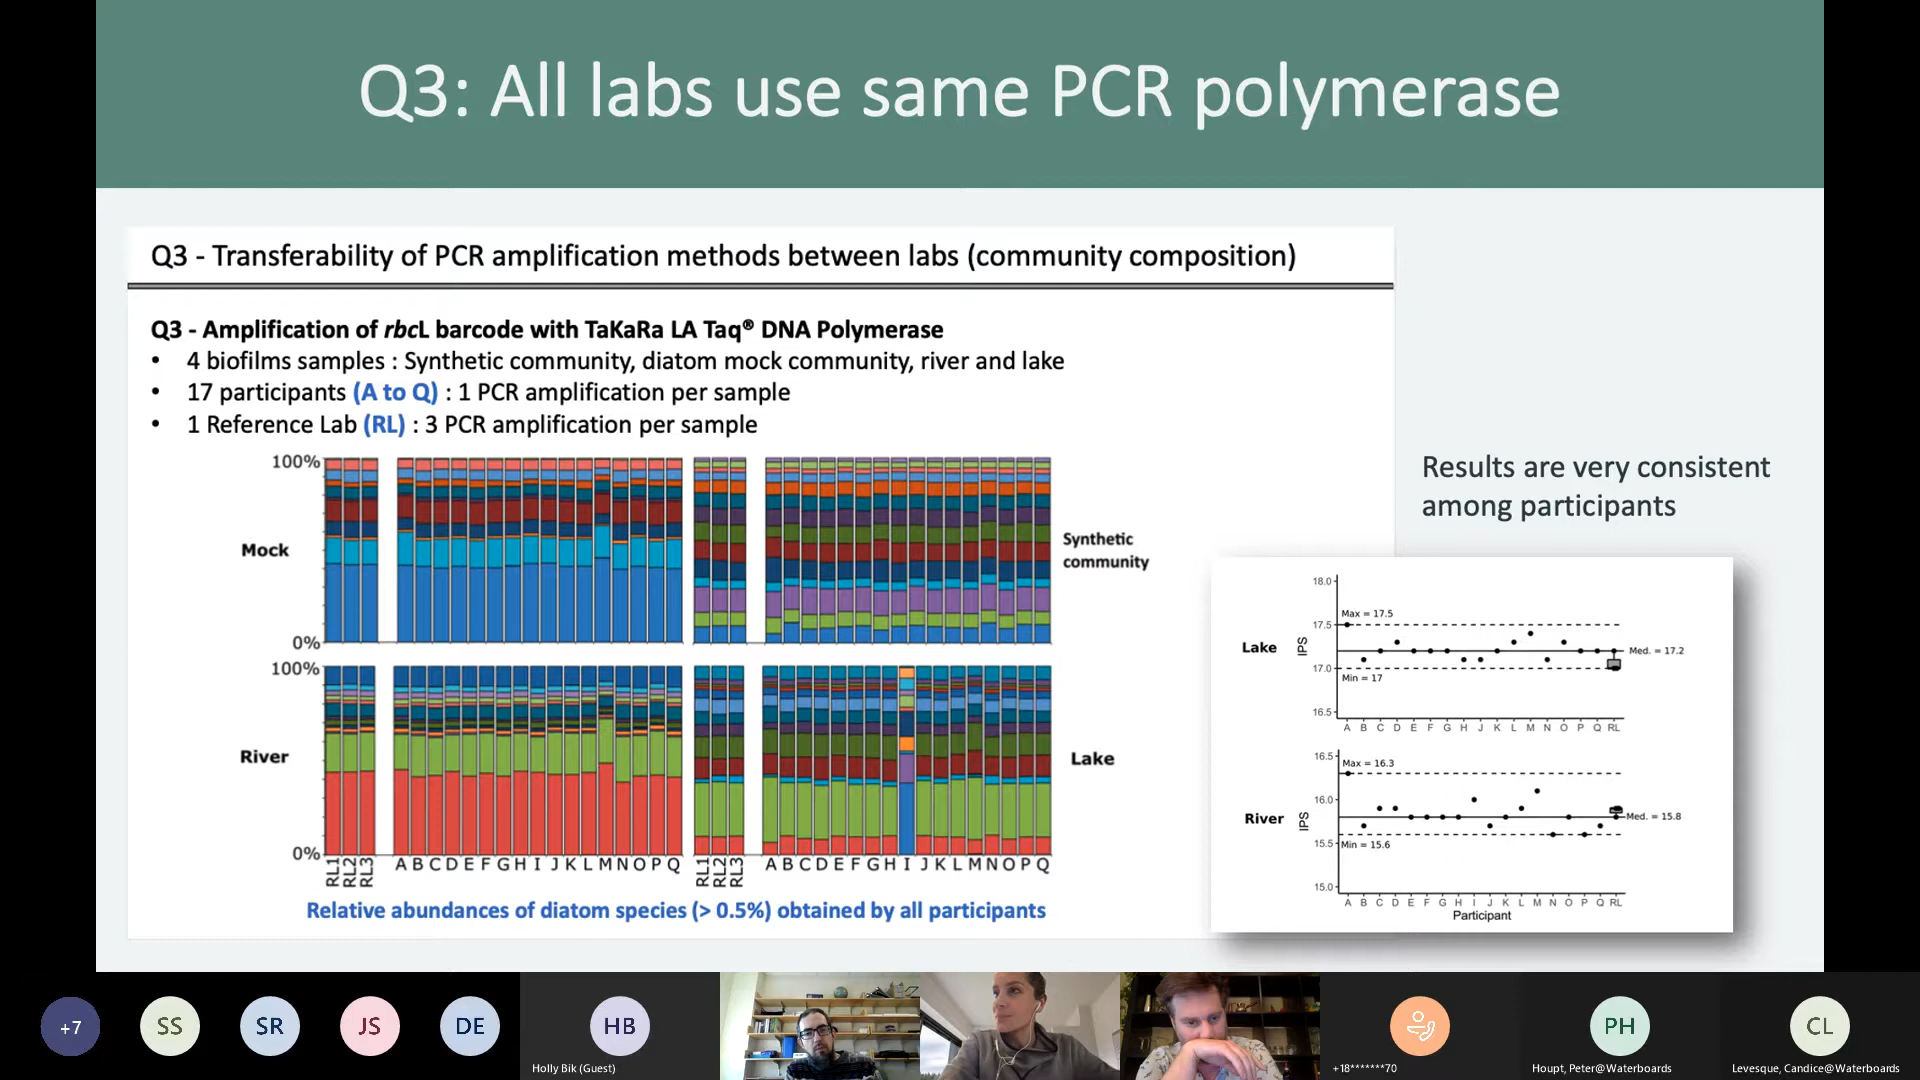 Q3: All labs use same PCR polymerase
Q3 - Transferability of PCR amplification methods between labs (community composition)
Q3 - Amplification of rbcL barcode with TaKaRa LA Taq® DNA Polymerase
• 4 biofilms samples : Synthetic community, diatom mock community, river and lake
• 17 participants (A to Q) : 1 PCR amplification per sample
• 1 Reference Lab (RL) : 3 PCR amplification per sample
100%
Mock
0%
Synthetic
community
100%
River
0%
Lake
RL1 RL2 RL3 A B C D E F G H I J K L M N O P Q
RL1 RL2 RL3 A B C D E F G H I J K L M N O P Q
Relative abundances of diatom species (> 0.5%) obtained by all participants
Results are very consistent
among participants
Lake
IPS
18.0
Max = 17.5
17.5
Med. = 17.2
17.0
Min = 17
16.5
A B C D E F G H I J K L M N O P Q RL
River
IPS
16.5
Max = 16.3
16.0
Med. = 15.8
15.5
Min = 15.6
15.0
A B C D E F G H I J K L M N O P Q RL
Participant
+7
SS
SR
JS
DE
HB
Holly Bik (Guest)
+18*******70
PH
Houpt, Peter@Waterboards
CL
Levesque, Candice@Waterboards